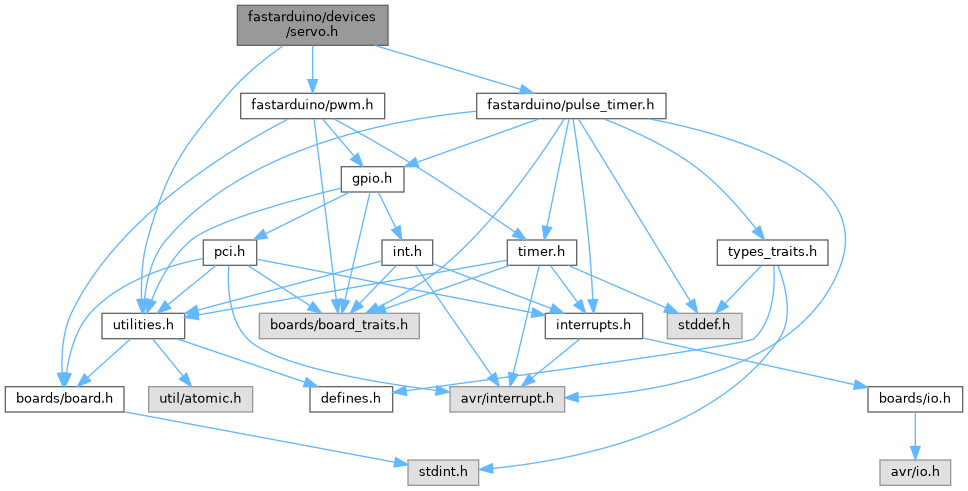 fastarduino/devices
/servo.h
fastarduino/pwm.h
fastarduino/pulse_timer.h
gpio.h
pci.h
int.h
timer.h
types_traits.h
utilities.h
boards/board_traits.h
interrupts.h
stddef.h
boards/board.h
util/atomic.h
defines.h
avr/interrupt.h
boards/io.h
stdint.h
avr/io.h